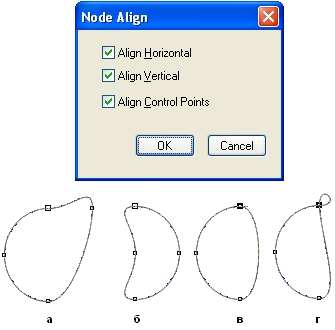 Node Align
Align Horizontal
Align Vertical
Align Control Points
OK Cancel
а б в г